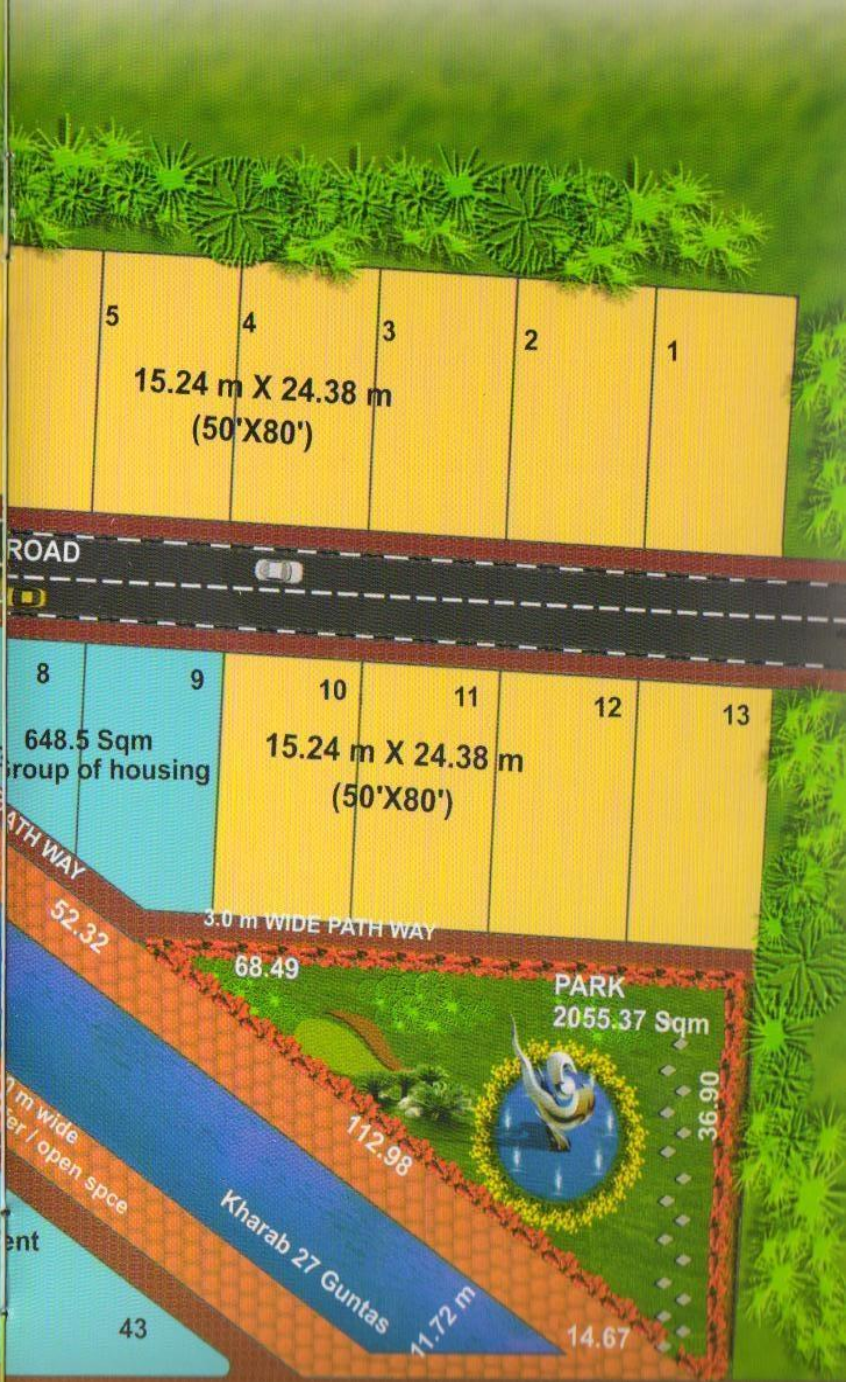 5
4
3
2
1
15.24 m X 24.38 m
(50'X80')
ROAD
8
9
10
11
12
13
648.5 Sqm
roup of housing
15.24 m X 24.38 m
(50'X80')
ATH WAY
52.32
3.0 m WIDE PATH WAY
68.49
PARK
2055.37 Sqm
36.90
112.98
m wide
fer / open spce
Kharab 27 Guntas
11.72 m
14.67
ent
43